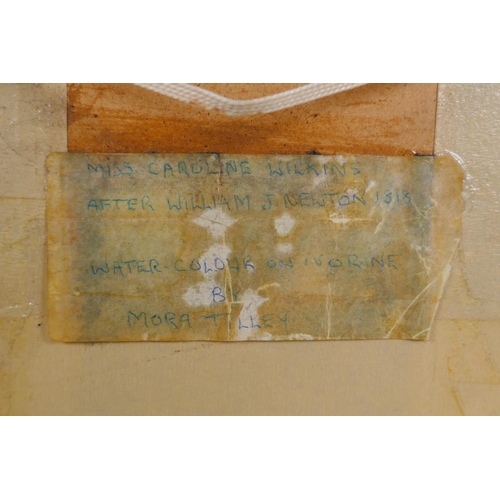 MISS CAROLINE WILKINS
AFTER WILLIAM J. NEWTON 1818
WATER-COLOUR ON IVORINE
BY
MORA TILLEY